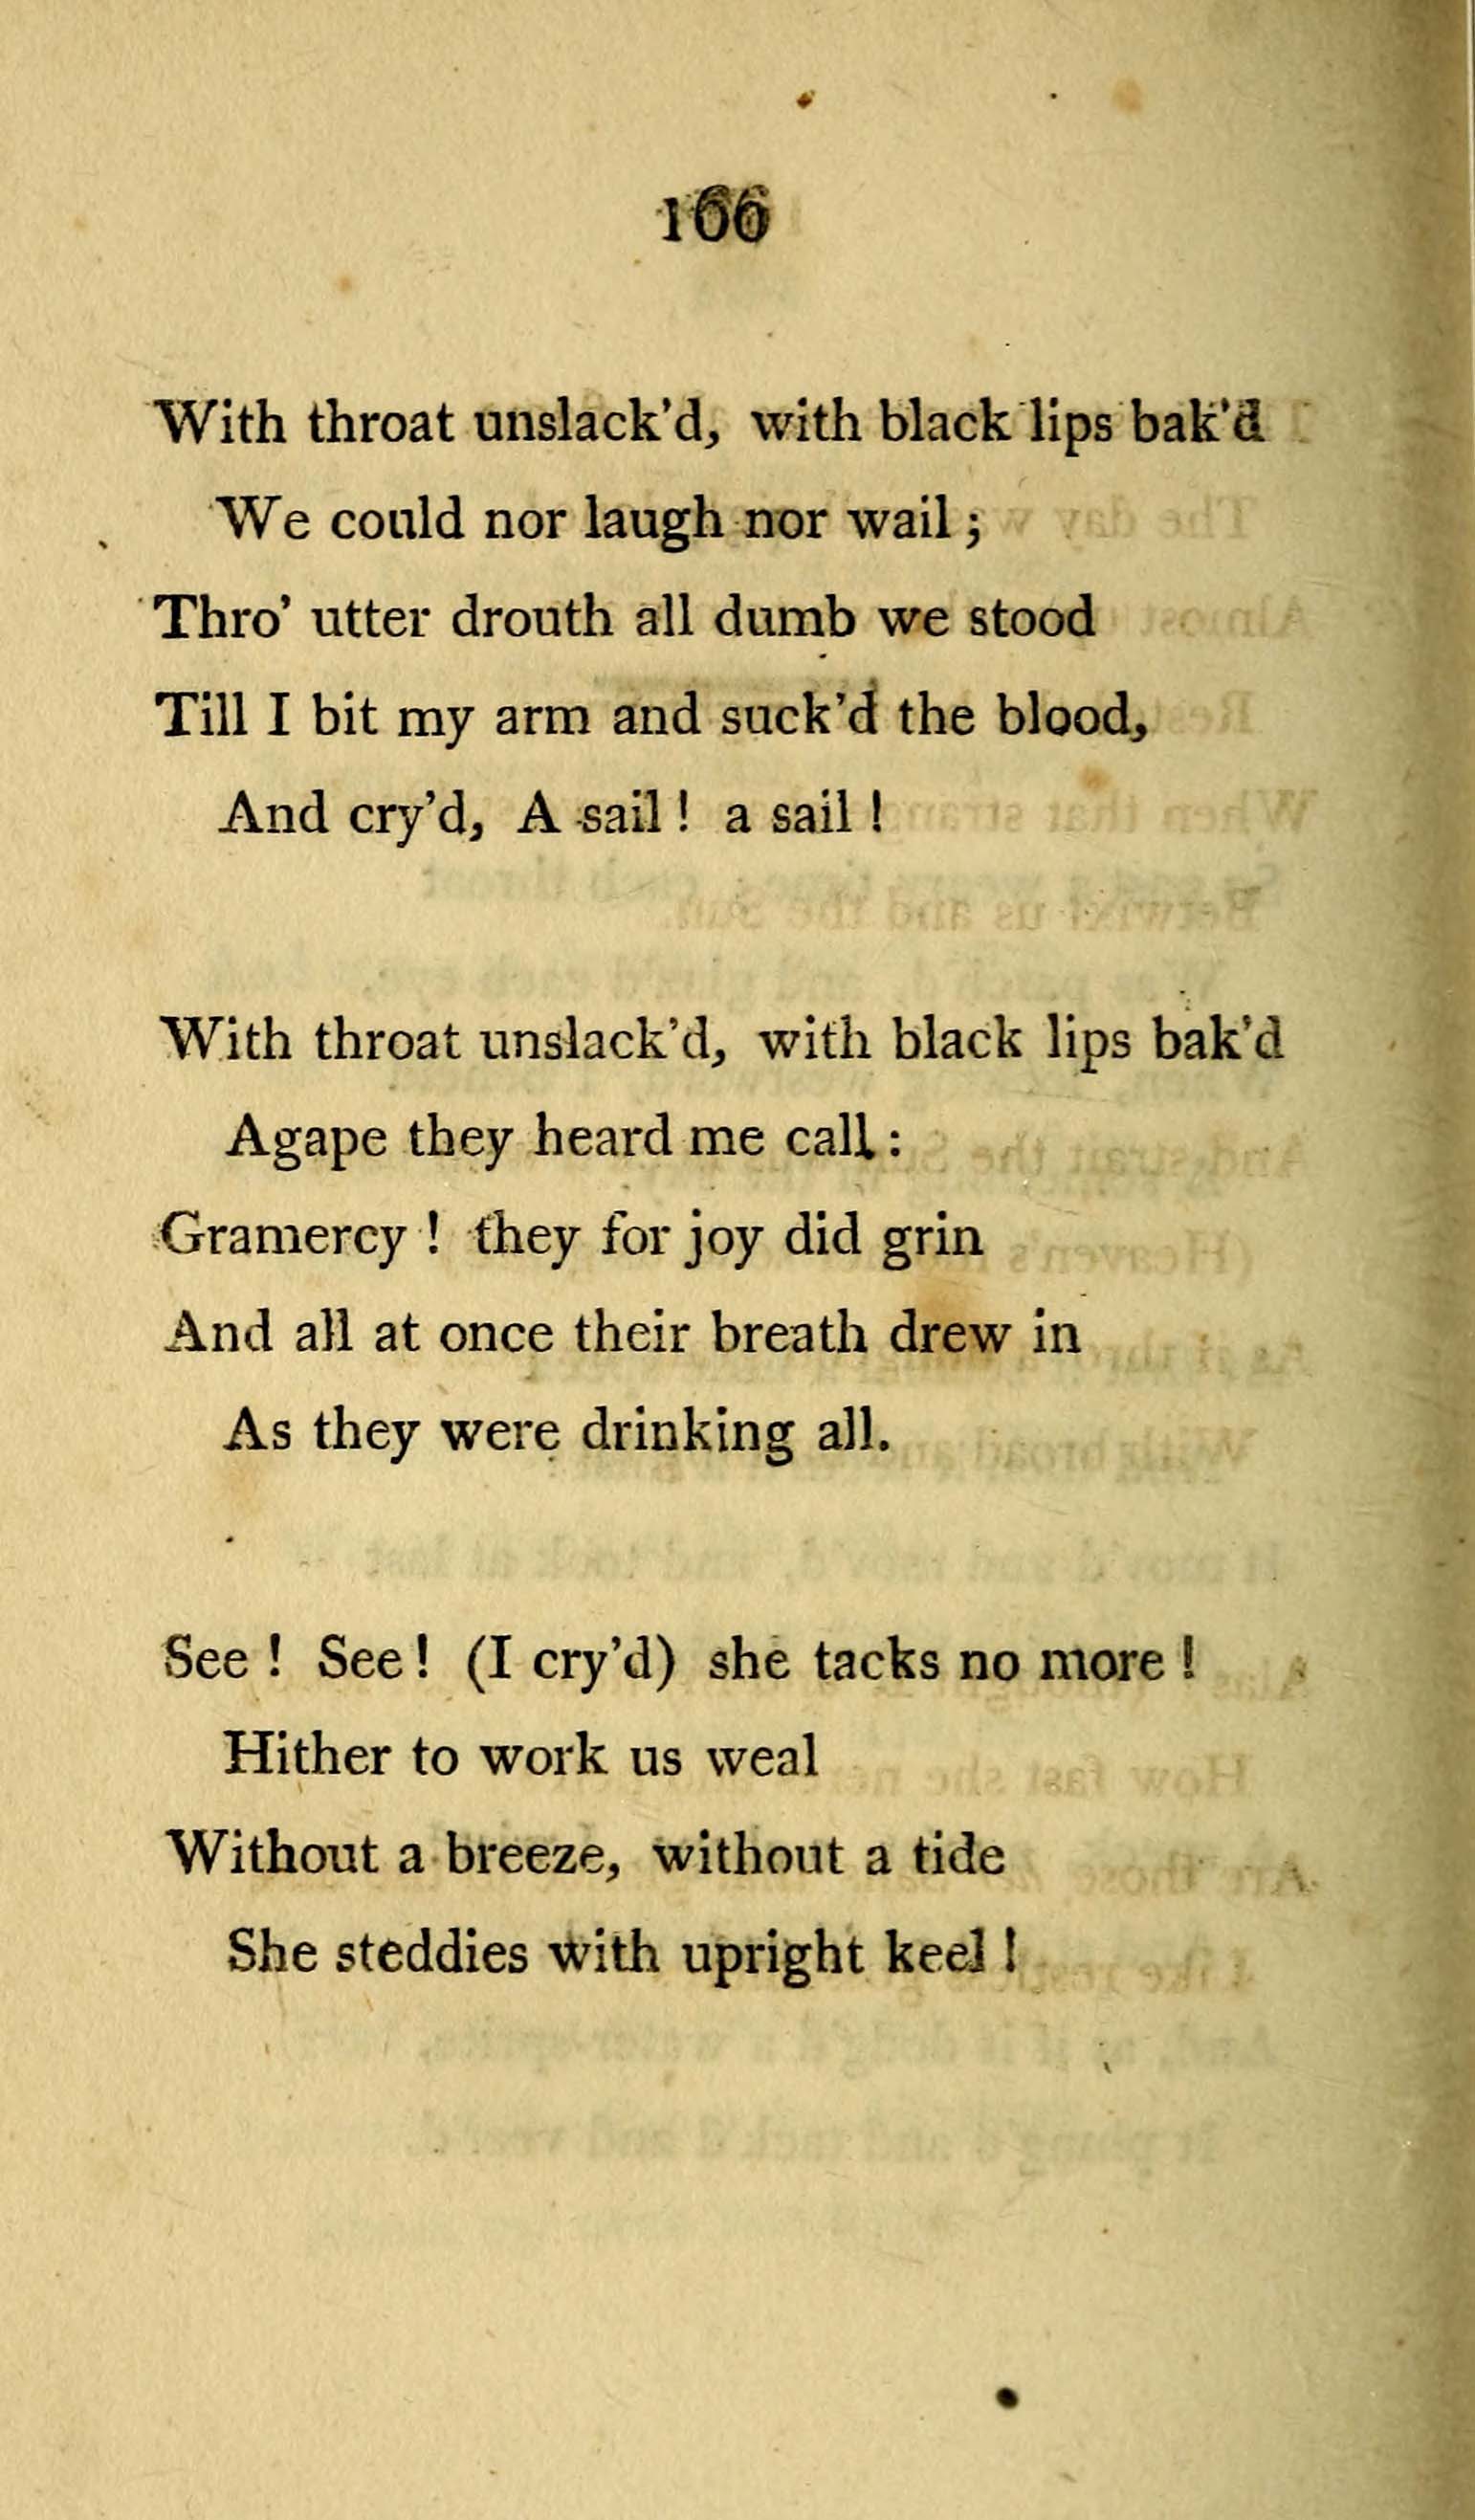 166
With throat unslack'd, with black lips bak'd
We could nor laugh nor wail;
Thro' utter drouth all dumb we stood
Till I bit my arm and suck'd the blood,
And cry'd, A sail! a sail!
With throat unslack'd, with black lips bak'd
Agape they heard me call:
Gramercy! they for joy did grin
And all at once their breath drew in
As they were drinking all.
See! See! (I cry'd) she tacks no more!
Hither to work us weal
Without a breeze, without a tide
She steddies with upright keel!